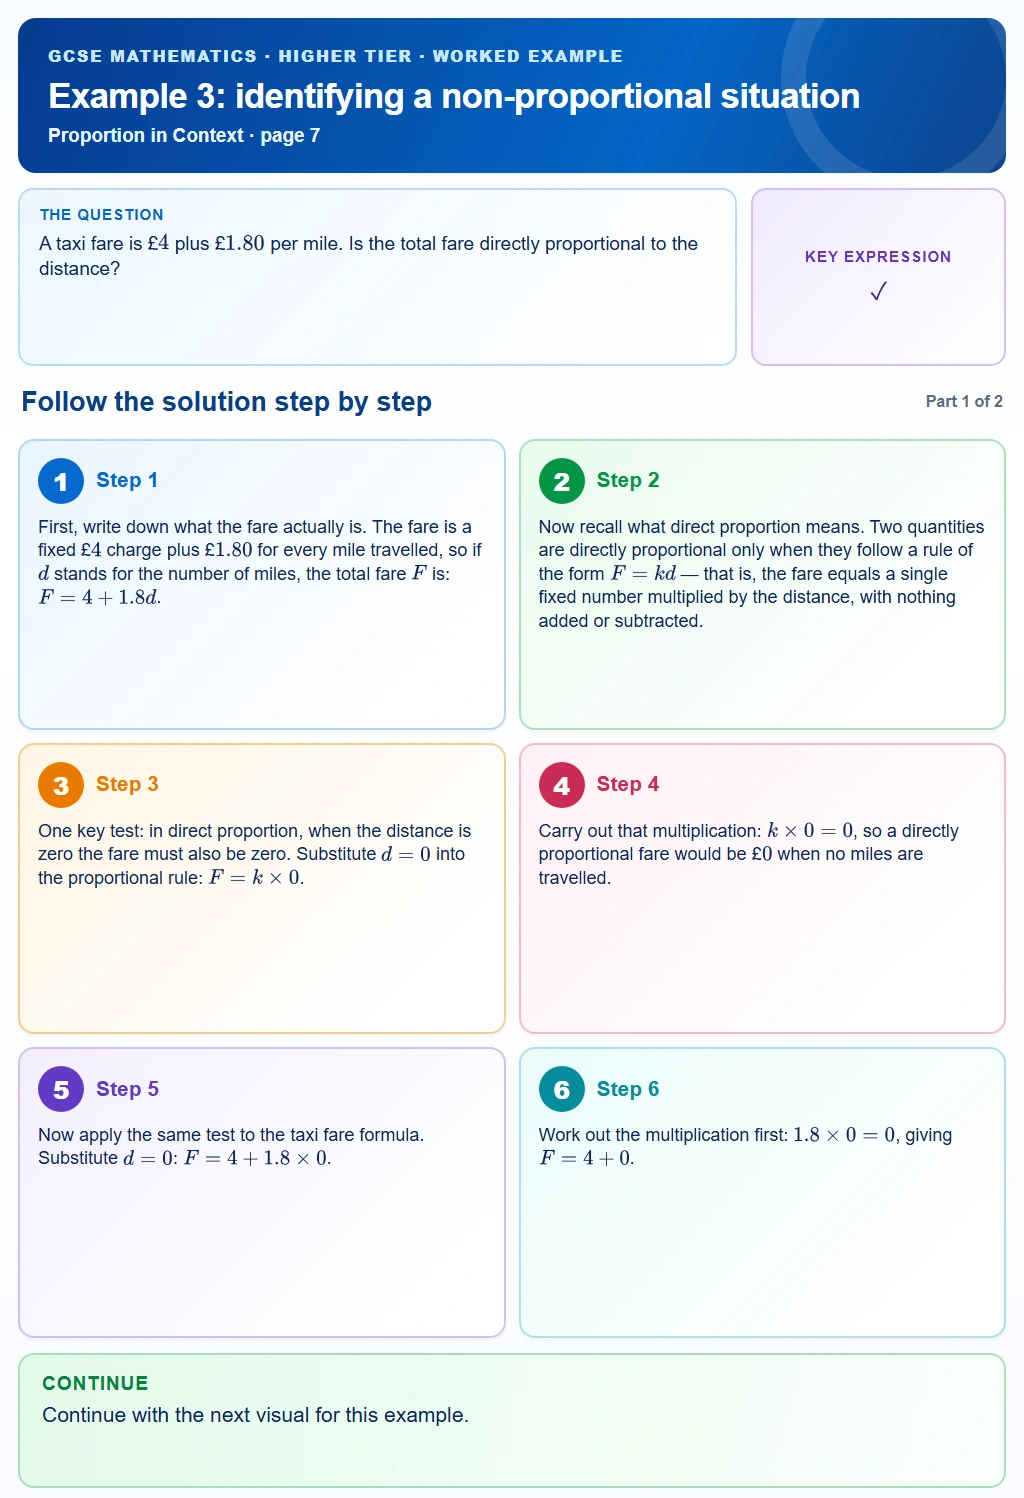 GCSE MATHEMATICS · HIGHER TIER · WORKED EXAMPLE
Example 3: identifying a non-proportional situation
Proportion in Context · page 7
THE QUESTION
A taxi fare is £4 plus £1.80 per mile. Is the total fare directly proportional to the
distance?
KEY EXPRESSION
✓
Follow the solution step by step
Part 1 of 2
1 Step 1
First, write down what the fare actually is. The fare is a
fixed £4 charge plus £1.80 for every mile travelled, so if
d stands for the number of miles, the total fare F is:
F = 4 + 1.8d.
2 Step 2
Now recall what direct proportion means. Two quantities
are directly proportional only when they follow a rule of
the form F = kd — that is, the fare equals a single
fixed number multiplied by the distance, with nothing
added or subtracted.
3 Step 3
One key test: in direct proportion, when the distance is
zero the fare must also be zero. Substitute d = 0 into
the proportional rule: F = k × 0.
4 Step 4
Carry out that multiplication: k × 0 = 0, so a directly
proportional fare would be £0 when no miles are
travelled.
5 Step 5
Now apply the same test to the taxi fare formula.
Substitute d = 0: F = 4 + 1.8 × 0.
6 Step 6
Work out the multiplication first: 1.8 × 0 = 0, giving
F = 4 + 0.
CONTINUE
Continue with the next visual for this example.